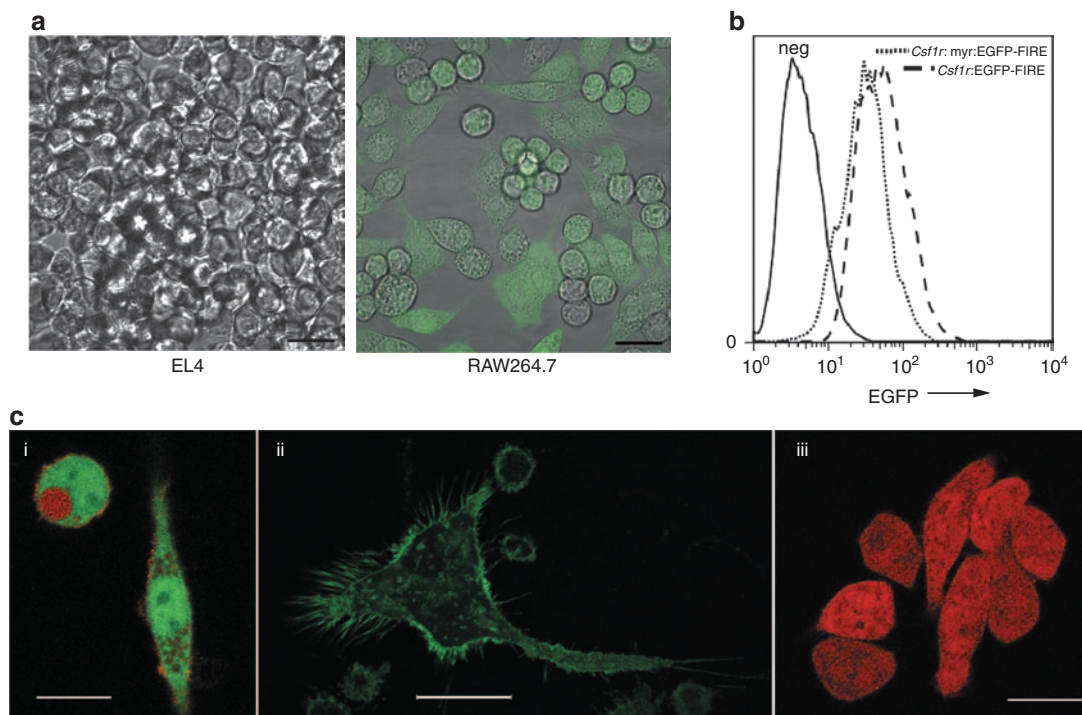 a
EL4
RAW264.7
b
neg
Csf1r: myr:EGFP-FIRE
Csf1r:EGFP-FIRE
0
10⁰ 10¹ 10² 10³ 10⁴
EGFP
c
i
ii
iii